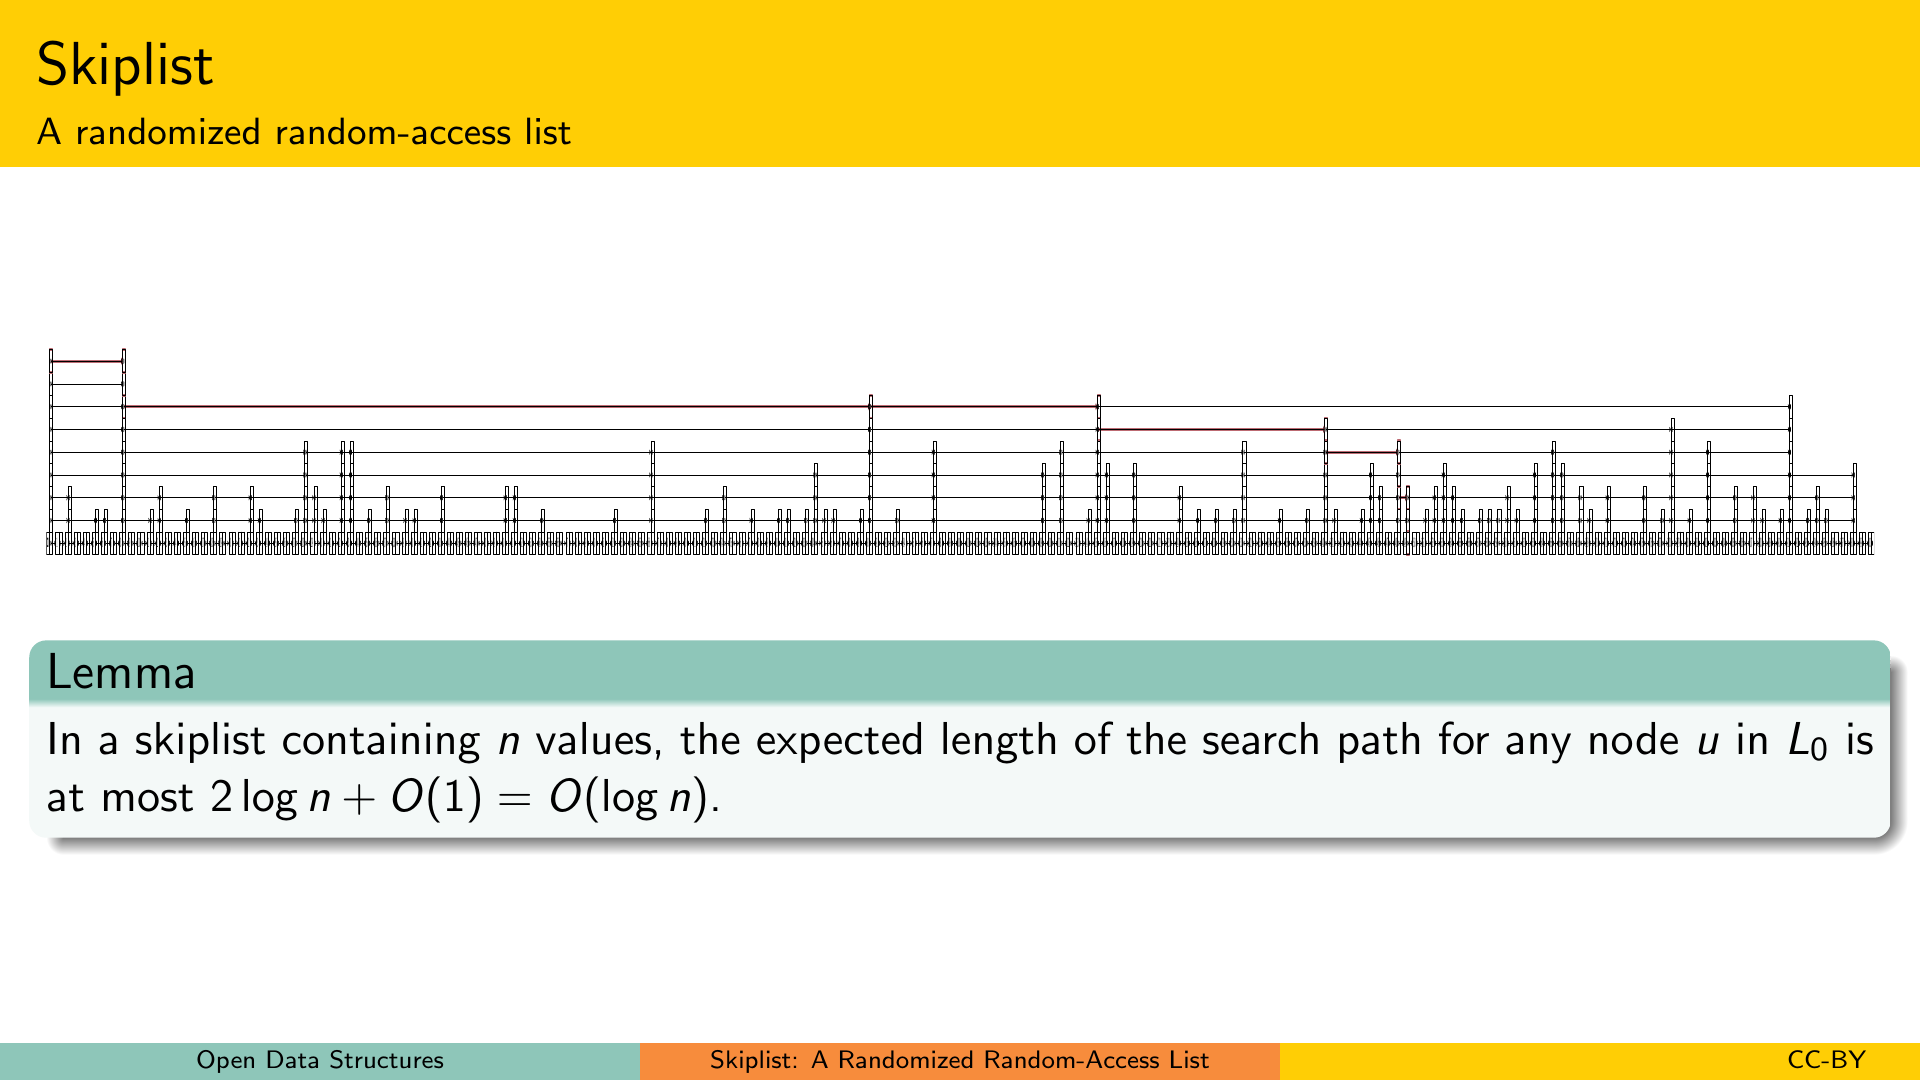 Skiplist
A randomized random-access list
Lemma
In a skiplist containing n values, the expected length of the search path for any node u in L₀ is
at most 2 log n + O(1) = O(log n).
Open Data Structures
Skiplist: A Randomized Random-Access List
CC-BY